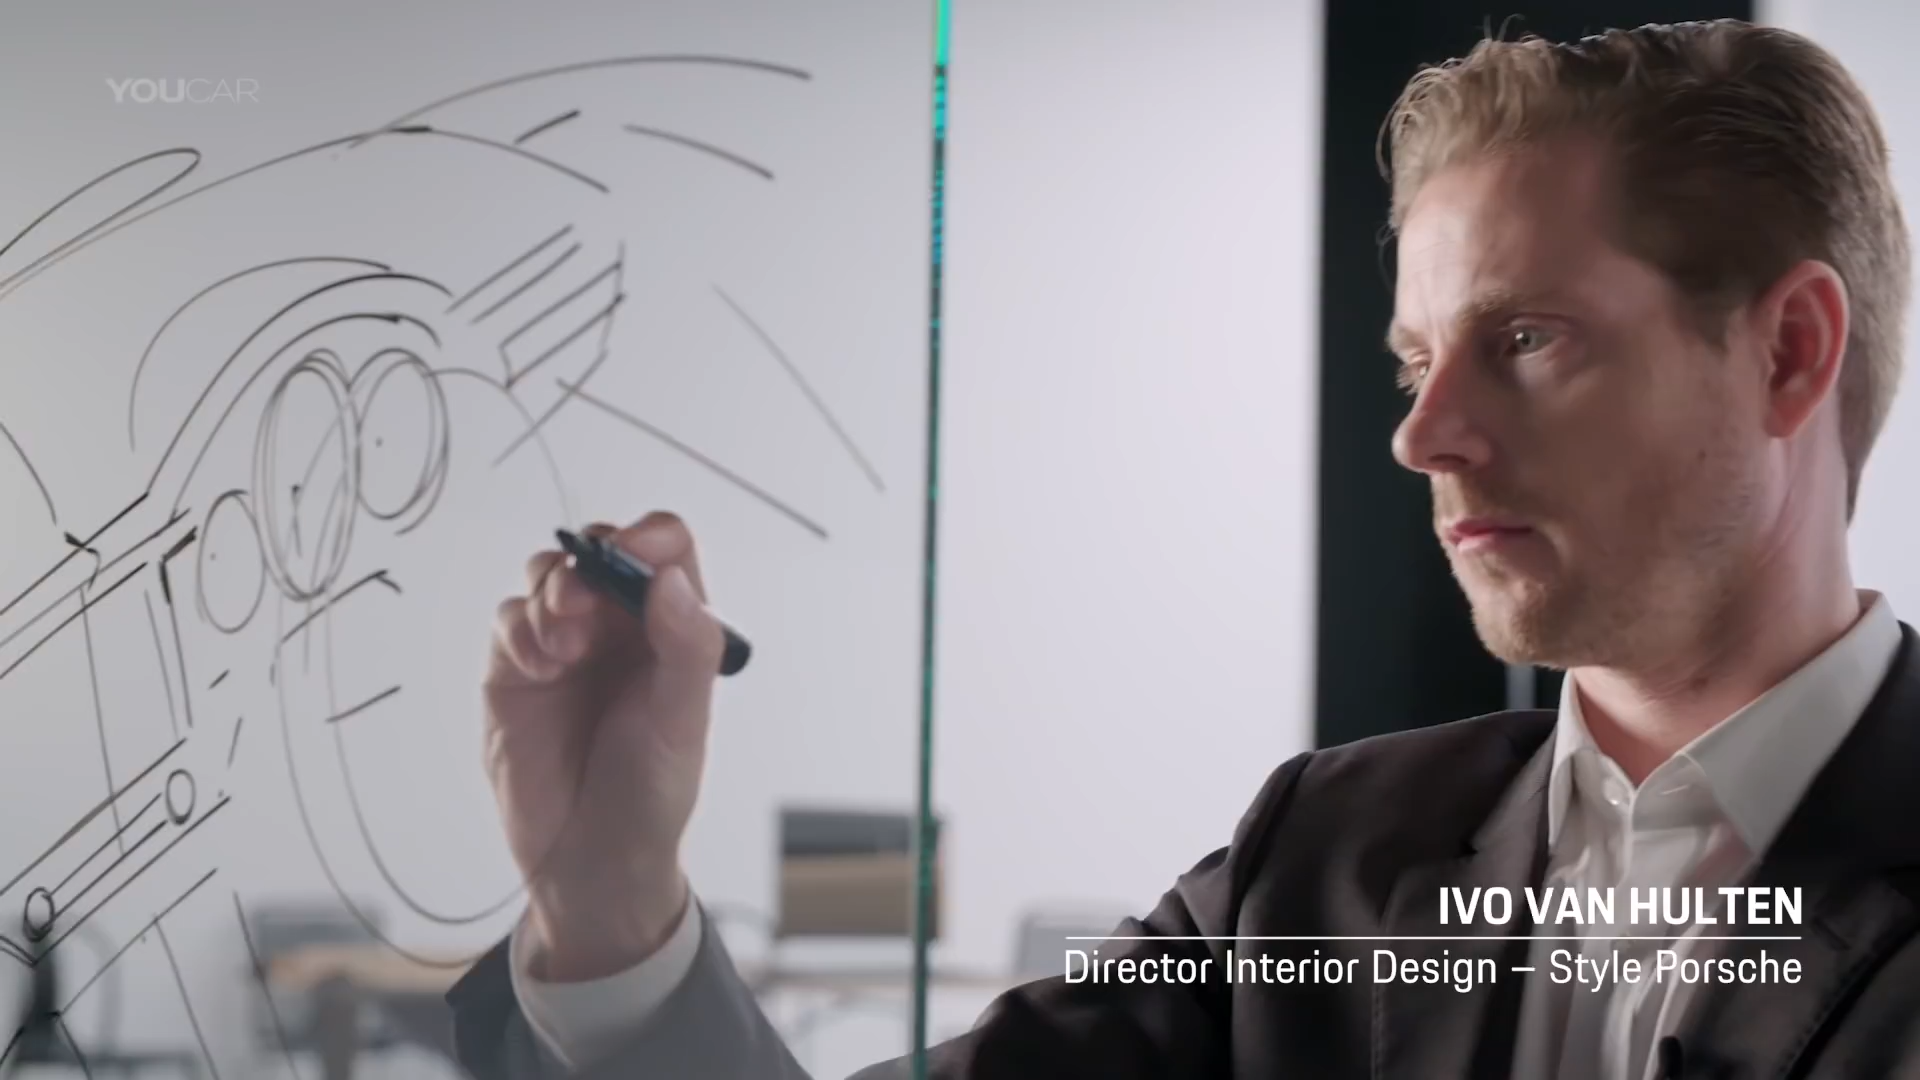 YOUCAR
IVO VAN HULTEN
Director Interior Design – Style Porsche